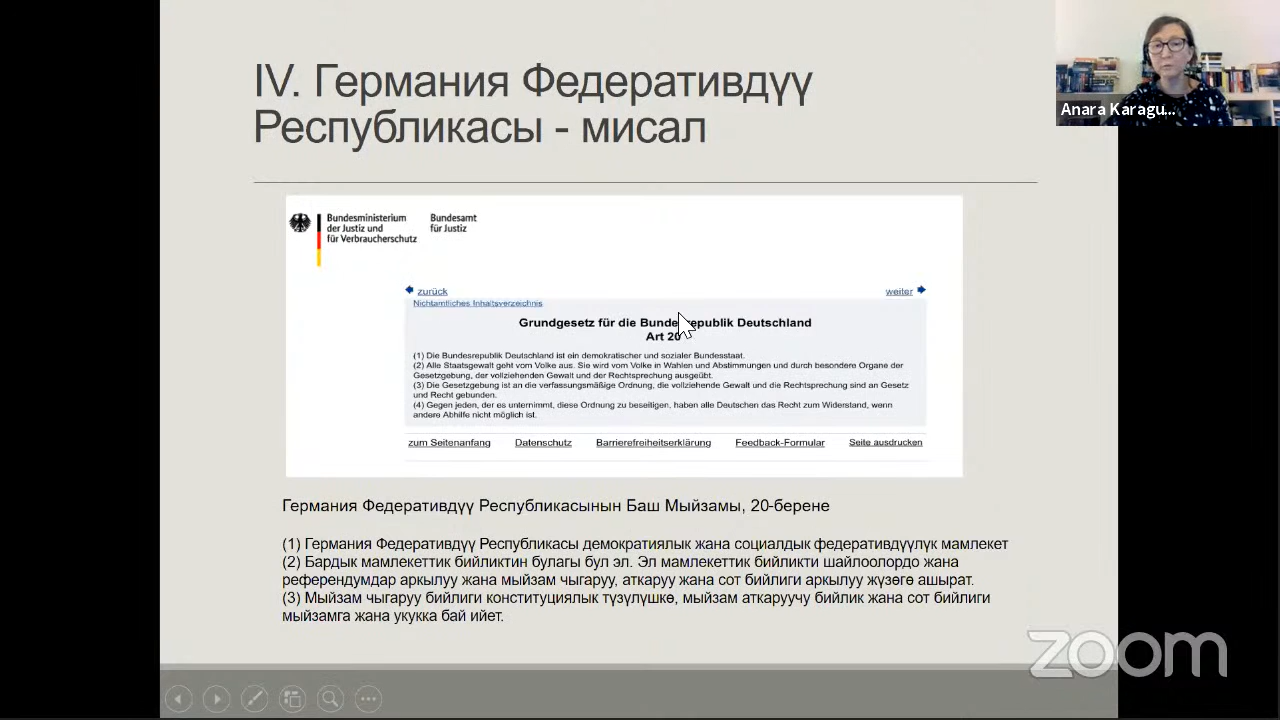 IV. Германия Федеративдүү
Республикасы - мисал
Anara Karagu...
Bundesministerium
der Justiz und
für Verbraucherschutz
Bundesamt
für Justiz
zurück
weiter
Nichtamtliches Inhaltsverzeichnis
Grundgesetz für die Bundesrepublik Deutschland
Art 20
(1) Die Bundesrepublik Deutschland ist ein demokratischer und sozialer Bundesstaat.
(2) Alle Staatsgewalt geht vom Volke aus. Sie wird vom Volke in Wahlen und Abstimmungen und durch besondere Organe der
Gesetzgebung, der vollziehenden Gewalt und der Rechtsprechung ausgeübt.
(3) Die Gesetzgebung ist an die verfassungsmäßige Ordnung, die vollziehende Gewalt und die Rechtsprechung sind an Gesetz
und Recht gebunden.
(4) Gegen jeden, der es unternimmt, diese Ordnung zu beseitigen, haben alle Deutschen das Recht zum Widerstand, wenn
andere Abhilfe nicht möglich ist.
zum Seitenanfang Datenschutz Barrierefreiheitserklärung Feedback-Formular Seite ausdrucken
Германия Федеративдүү Республикасынын Баш Мыйзамы, 20-берене
(1) Германия Федеративдүү Республикасы демократиялык жана социалдык федеративдүүлүк мамлекет
(2) Бардык мамлекеттик бийликтин булагы бул эл. Эл мамлекеттик бийликти шайлоолордо жана
референдумдар аркылуу жана мыйзам чыгаруу, аткаруу жана сот бийлиги аркылуу жүзөгө ашырат.
(3) Мыйзам чыгаруу бийлиги конституциялык түзүлүшкө, мыйзам аткаруучу бийлик жана сот бийлиги
мыйзамга жана укукка бай ийет.
zoom